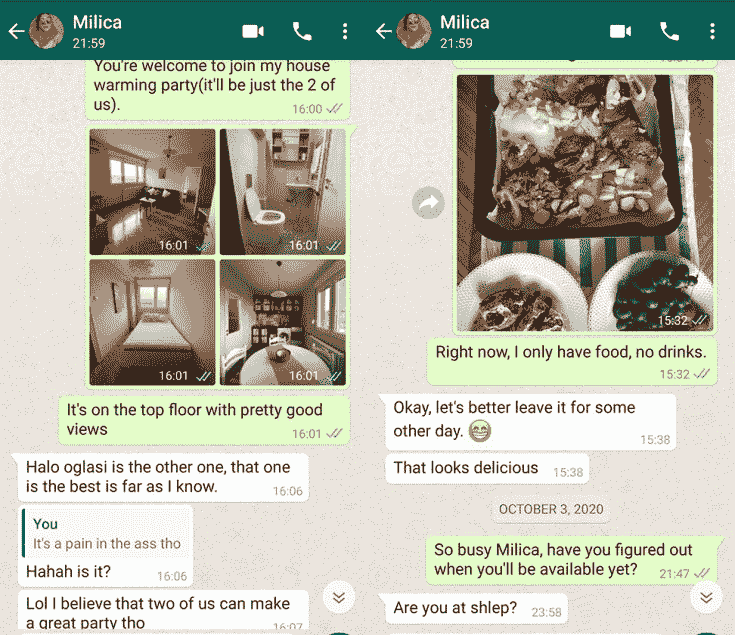 Milica
21:59
You're welcome to join my house
warming party(it'll be just the 2 of
us).
16:00
16:01
16:01
16:01
16:01
It's on the top floor with pretty good
views
16:01
Halo oglasi is the other one, that one
is the best is far as I know.
16:06
You
It's a pain in the ass tho
Hahah is it?
16:06
Lol I believe that two of us can make
a great party tho
16:07
Milica
21:59
15:32
Right now, I only have food, no drinks.
15:32
Okay, let's better leave it for some
other day. 😁
15:38
That looks delicious
15:38
OCTOBER 3, 2020
So busy Milica, have you figured out
when you'll be available yet?
21:47
Are you at shlep?
23:58